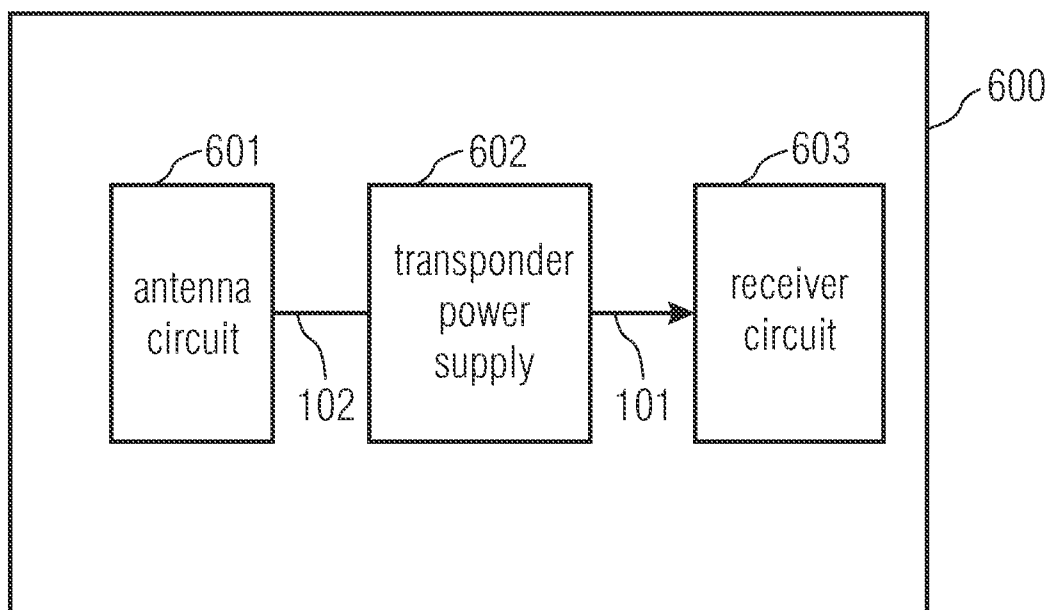 600
601
602
603
antenna
circuit
transponder
power
supply
receiver
circuit
102
101